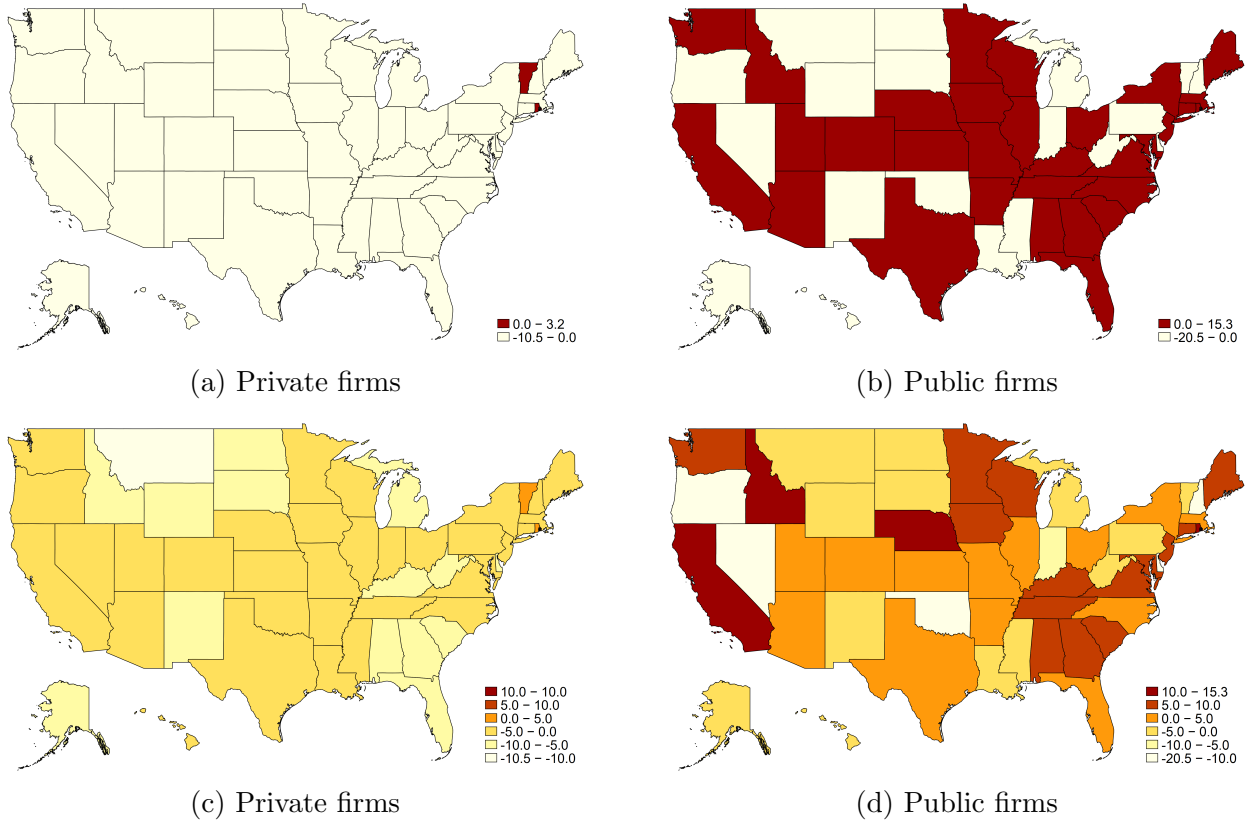 0.0 − 3.2
-10.5 − 0.0
(a) Private firms
0.0 − 15.3
-20.5 − 0.0
(b) Public firms
10.0 − 10.0
5.0 − 10.0
0.0 − 5.0
-5.0 − 0.0
-10.0 − -5.0
-10.5 − -10.0
(c) Private firms
10.0 − 15.3
5.0 − 10.0
0.0 − 5.0
-5.0 − 0.0
-10.0 − -5.0
-20.5 − -10.0
(d) Public firms